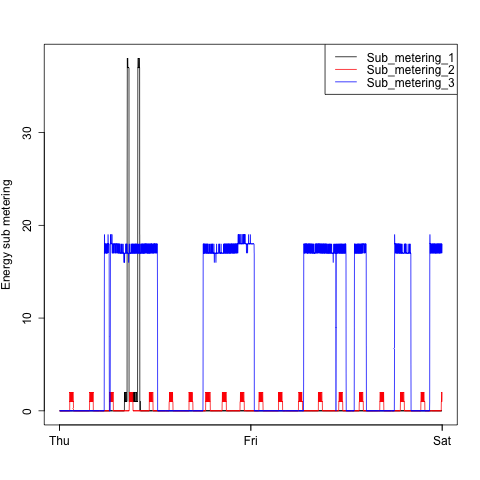 Sub_metering_1
Sub_metering_2
Sub_metering_3
Energy sub metering
30
20
10
0
Thu
Fri
Sat